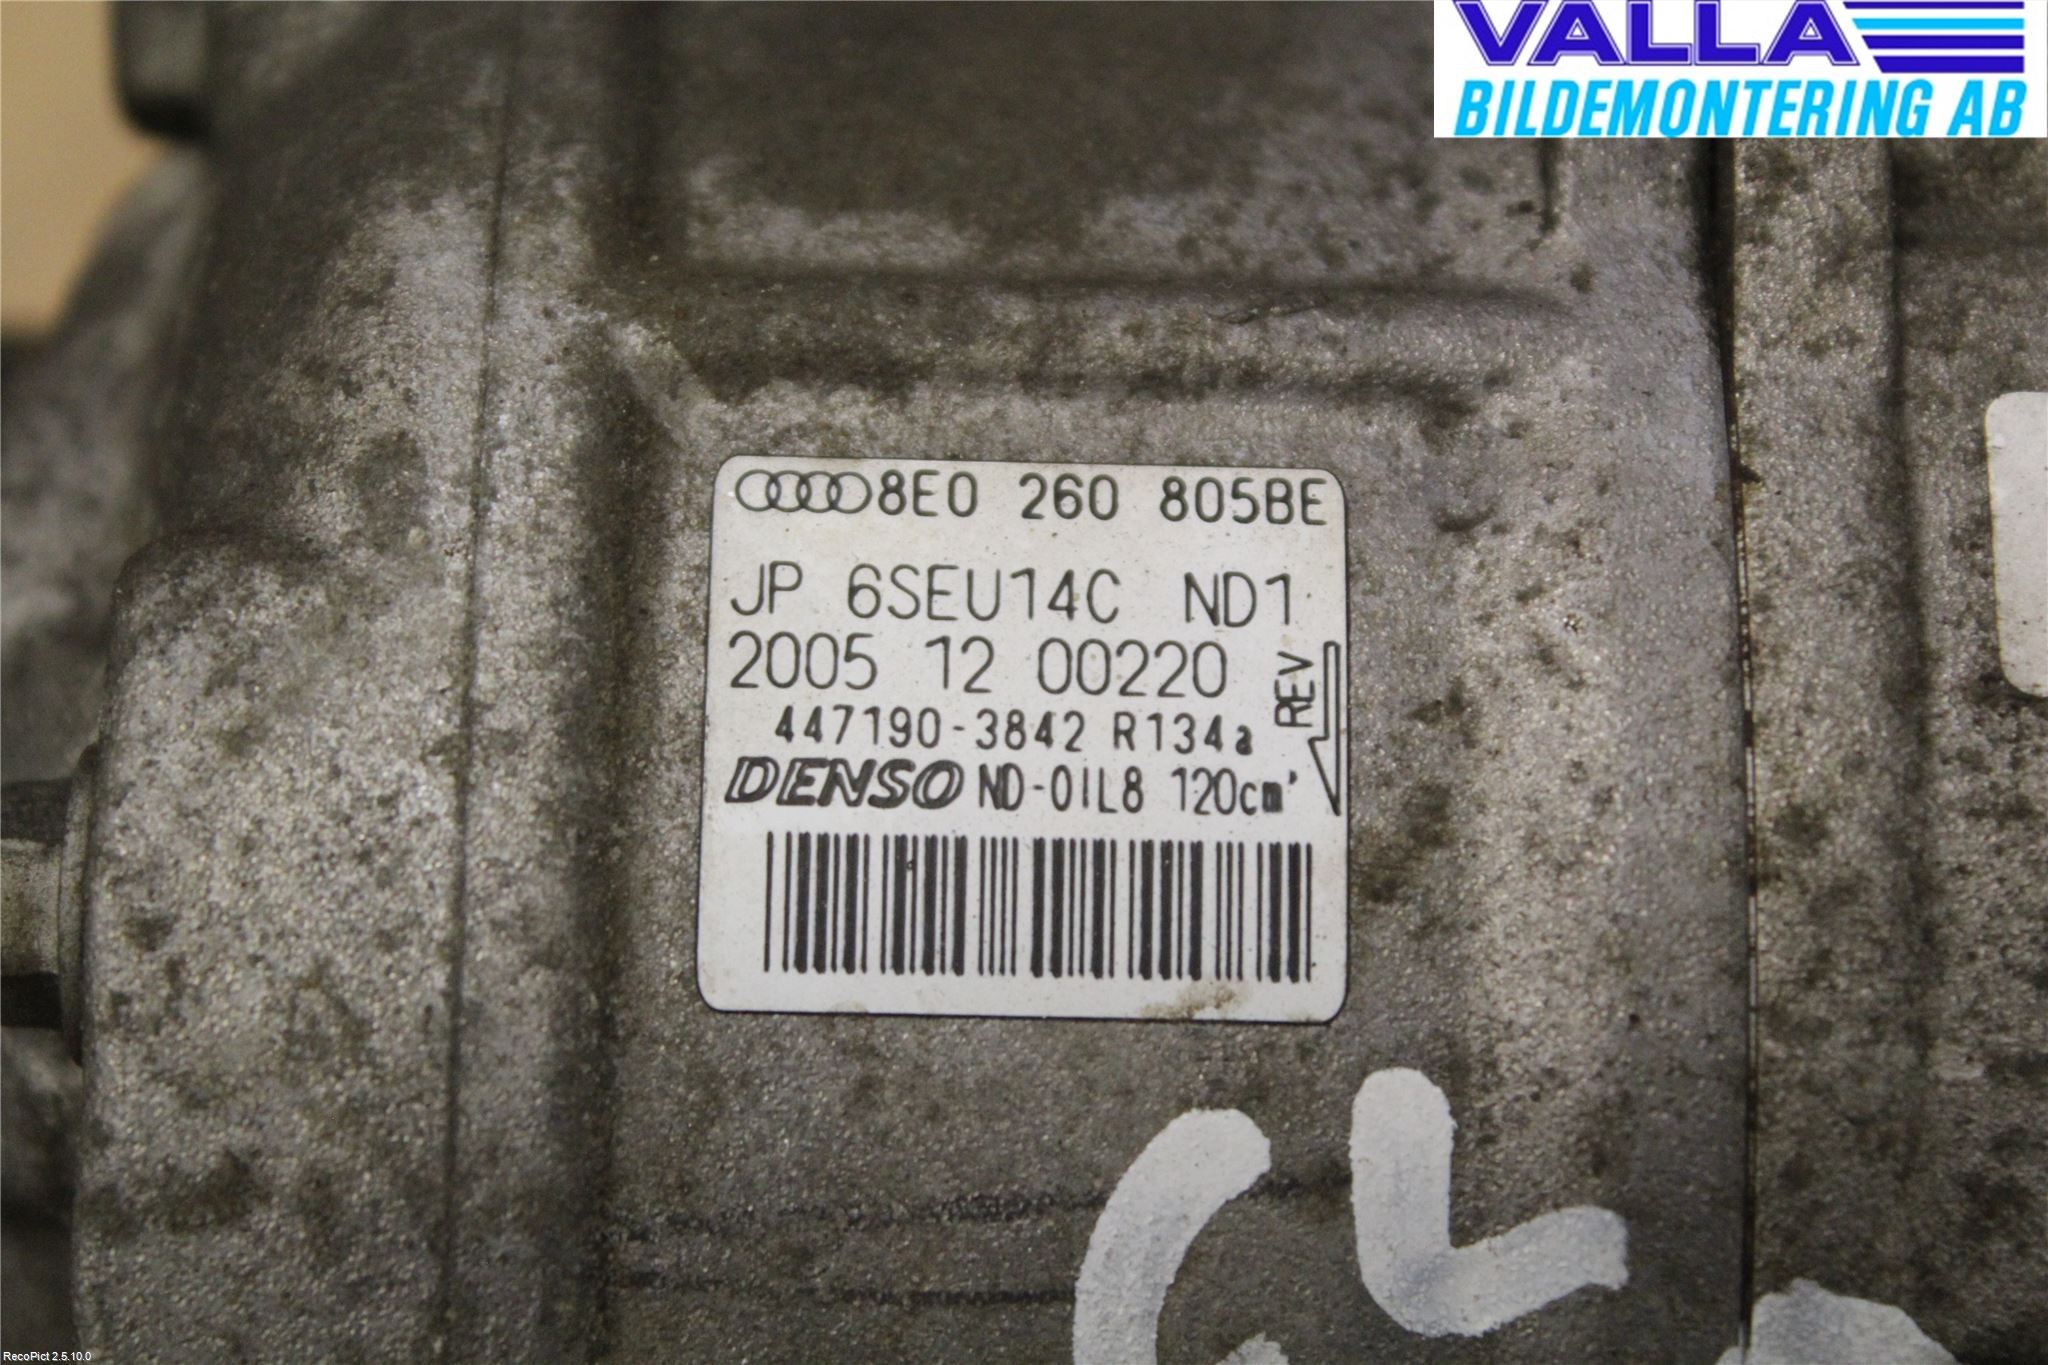 VALLA
BILDEMONTERING AB
8E0 260 805BE
JP 6SEU14C ND1
2005 12 00220
REV
447190-3842 R134a
DENSO ND-OIL8 120cm³
RecoPict 2.5.10.0